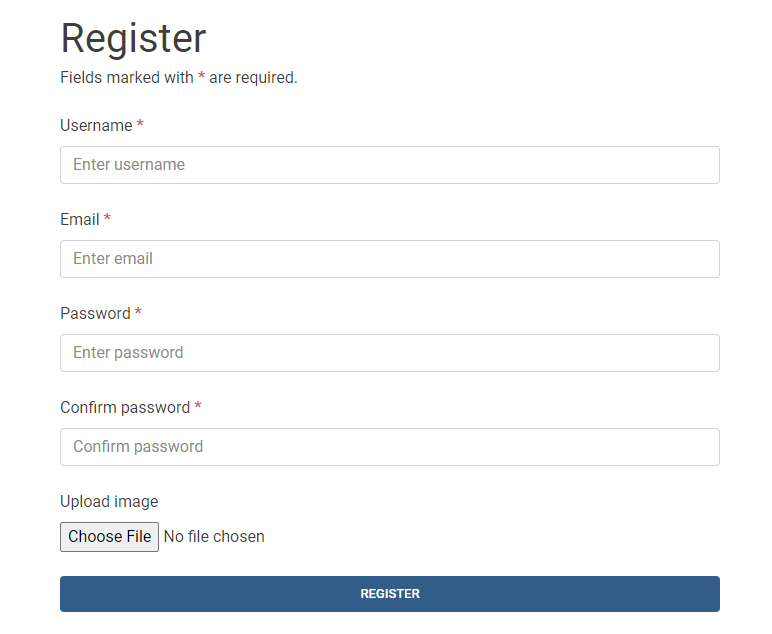 Register
Fields marked with * are required.
Username *
Enter username
Email *
Enter email
Password *
Enter password
Confirm password *
Confirm password
Upload image
Choose File No file chosen
REGISTER